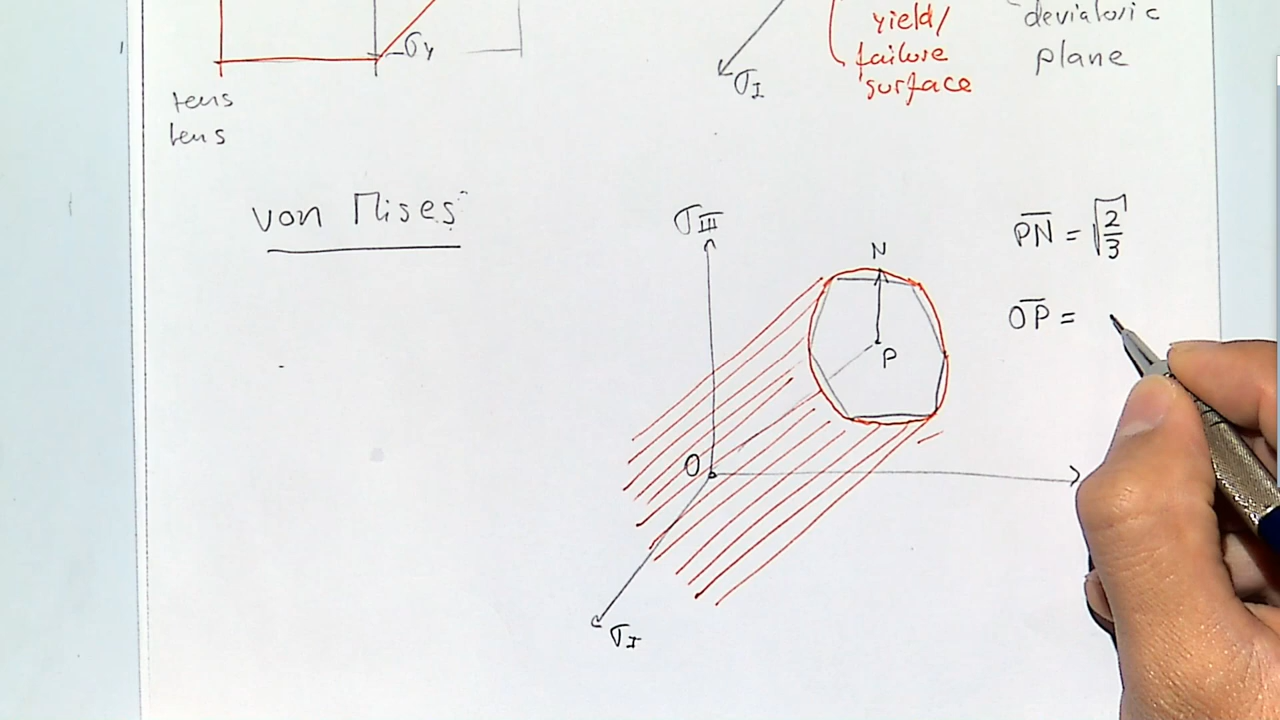 -σy
tens
tens
σI
yield/
failure
surface
deviatoric
plane
von Mises
σIII
N
P
O
σI
PN = √2/3
OP =